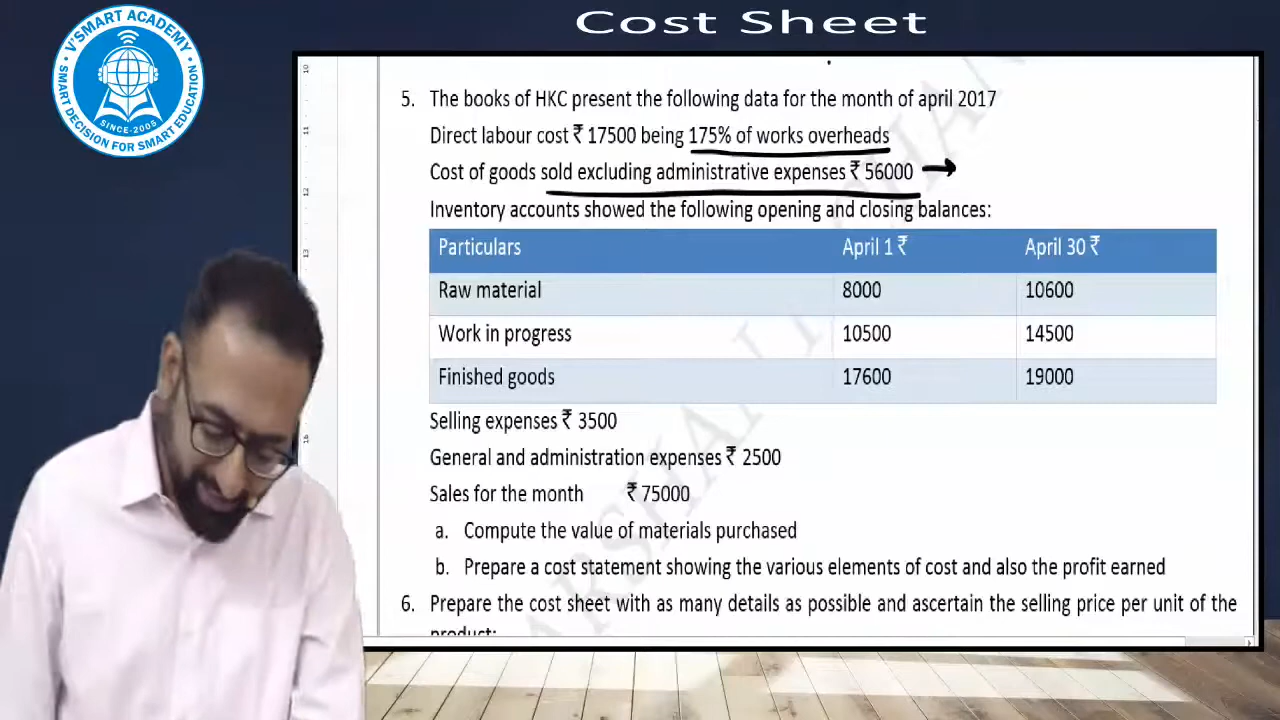 Cost Sheet
V'SMART ACADEMY
SMART DECISION FOR SMART EDUCATION
SINCE-2005
5. The books of HKC present the following data for the month of april 2017
Direct labour cost ₹ 17500 being 175% of works overheads
Cost of goods sold excluding administrative expenses ₹ 56000
Inventory accounts showed the following opening and closing balances:
Particulars April 1 ₹ April 30 ₹
Raw material 8000 10600
Work in progress 10500 14500
Finished goods 17600 19000
Selling expenses ₹ 3500
General and administration expenses ₹ 2500
Sales for the month ₹ 75000
a. Compute the value of materials purchased
b. Prepare a cost statement showing the various elements of cost and also the profit earned
6. Prepare the cost sheet with as many details as possible and ascertain the selling price per unit of the
product: